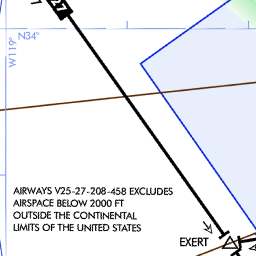 27
N34°
W119°
AIRWAYS V25-27-208-458 EXCLUDES
AIRSPACE BELOW 2000 FT
OUTSIDE THE CONTINENTAL
LIMITS OF THE UNITED STATES
EXERT